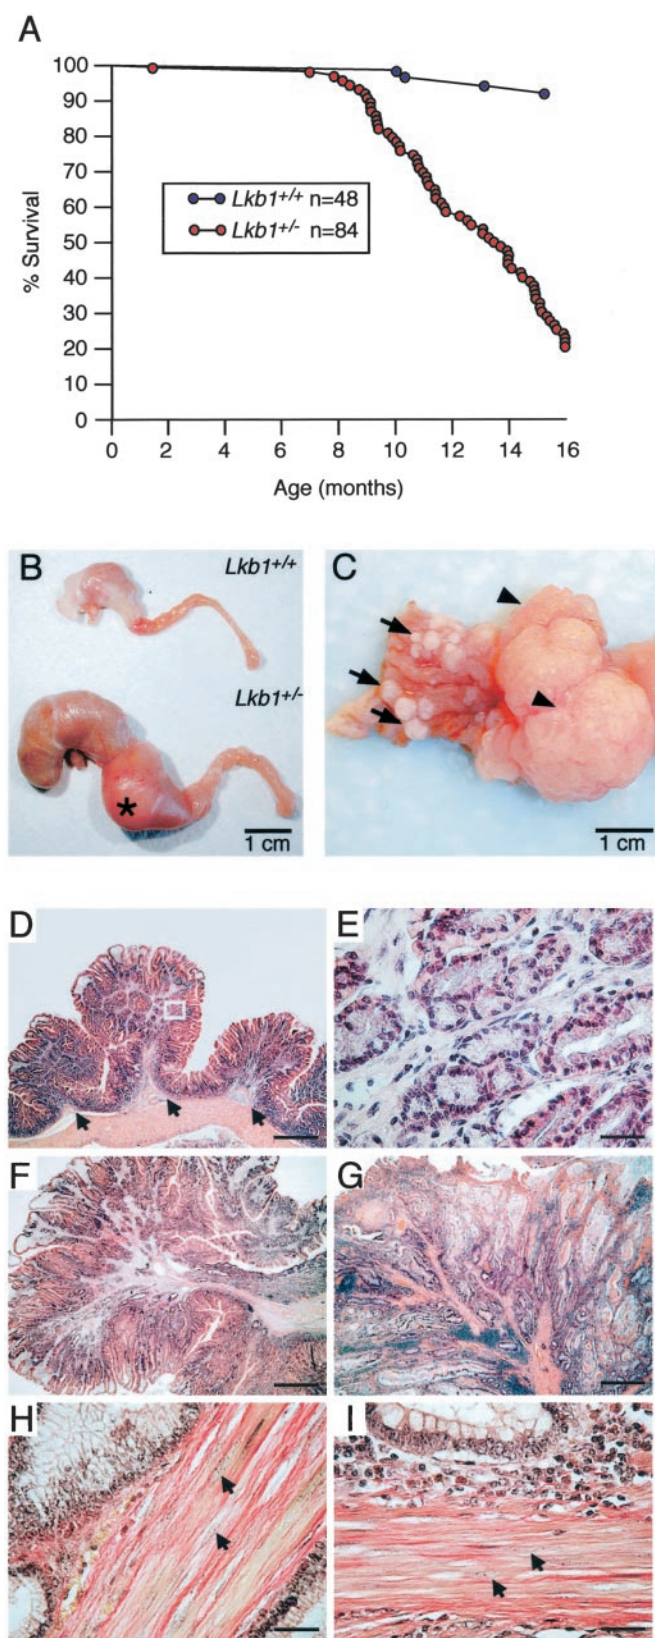 A
100
90
80
70
60
50
40
30
20
10
0
% Survival
Lkb1+/+ n=48
Lkb1+/- n=84
0 2 4 6 8 10 12 14 16
Age (months)
B
Lkb1+/+
Lkb1+/-
*
1 cm
C
1 cm
D
E
F
G
H
I